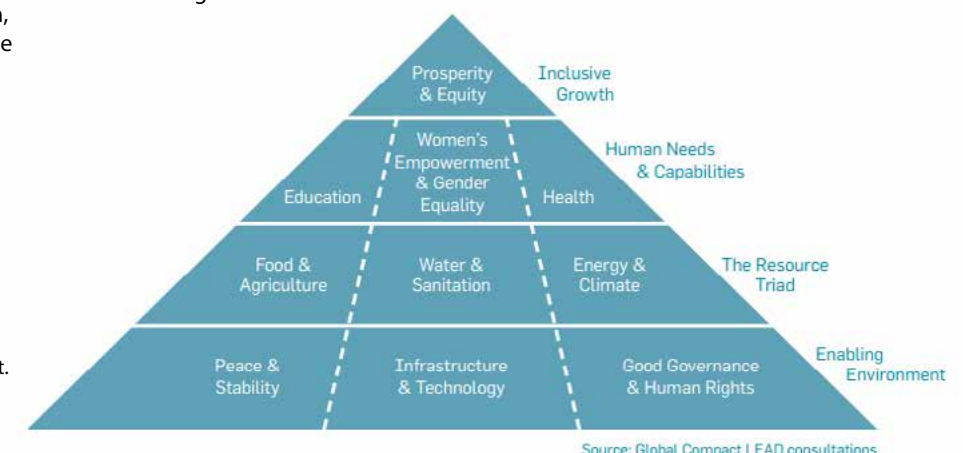 Prosperity
& Equity
Inclusive
Growth
Women's
Empowerment
& Gender
Equality
Education
Health
Human Needs
& Capabilities
Food &
Agriculture
Water &
Sanitation
Energy &
Climate
The Resource
Triad
Peace &
Stability
Infrastructure
& Technology
Good Governance
& Human Rights
Enabling
Environment
Source: Global Compact LEAD consultations